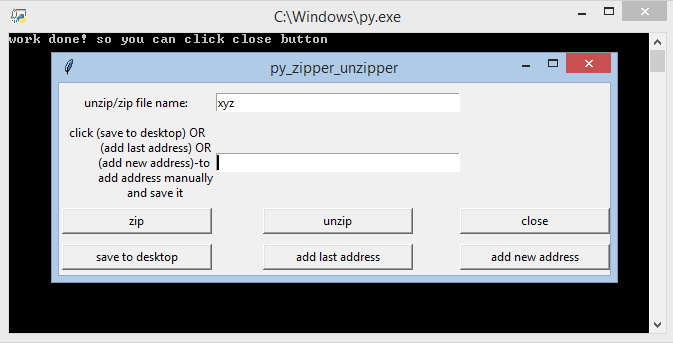 C:\Windows\py.exe
work done! so you can click close button
py_zipper_unzipper
unzip/zip file name:
xyz
click (save to desktop) OR
(add last address) OR
(add new address)-to
add address manually
and save it
zip
unzip
close
save to desktop
add last address
add new address